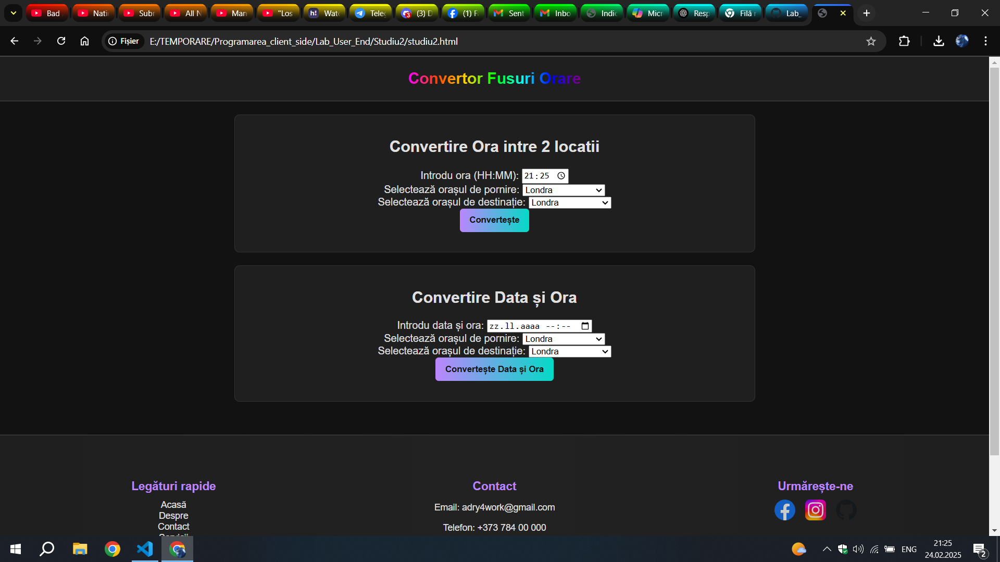 Bad
Nati
Subr
All N
Man
"Los
h! Wat
Teleg
(3) D
(1) Fa
Sent
Inbo
Indic
Micr
Resp
Filă r
Lab_
Fișier E:/TEMPORARE/Programarea_client_side/Lab_User_End/Studiu2/studiu2.html
Convertor Fusuri Orare
Convertire Ora intre 2 locatii
Introdu ora (HH:MM): 21:25
Selectează orașul de pornire: Londra
Selectează orașul de destinație: Londra
Convertește
Convertire Data și Ora
Introdu data și ora: zz.ll.aaaa --:--
Selectează orașul de pornire: Londra
Selectează orașul de destinație: Londra
Convertește Data și Ora
Legături rapide
Acasă
Despre
Contact
Servicii
Contact
Email: adry4work@gmail.com
Telefon: +373 784 00 000
Urmărește-ne
ENG
21:25
24.02.2025
2